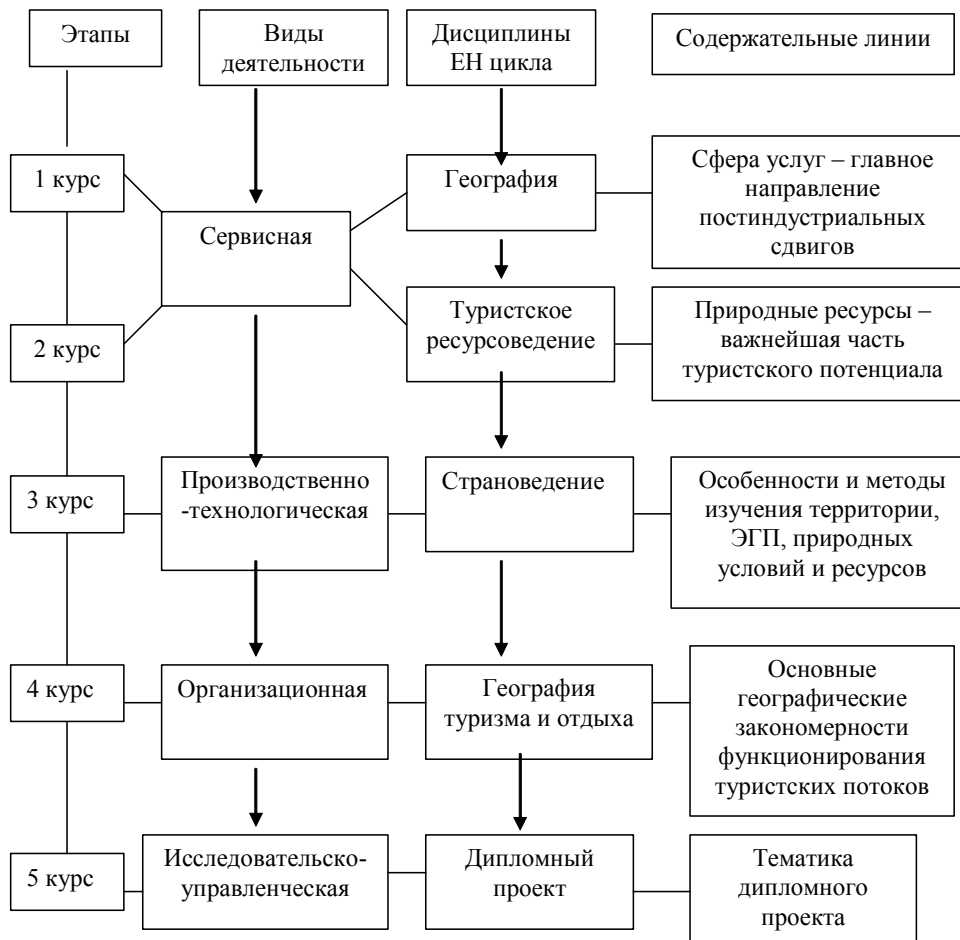 Этапы
Виды
деятельности
Дисциплины
ЕН цикла
Содержательные линии
1 курс
Сервисная
География
Сфера услуг – главное
направление
постиндустриальных
сдвигов
2 курс
Туристское
ресурсоведение
Природные ресурсы –
важнейшая часть
туристского потенциала
3 курс
Производственно
-технологическая
Страноведение
Особенности и методы
изучения территории,
ЭГП, природных
условий и ресурсов
4 курс
Организационная
География
туризма и отдыха
Основные
географические
закономерности
функционирования
туристских потоков
5 курс
Исследовательско-
управленческая
Дипломный
проект
Тематика
дипломного
проекта